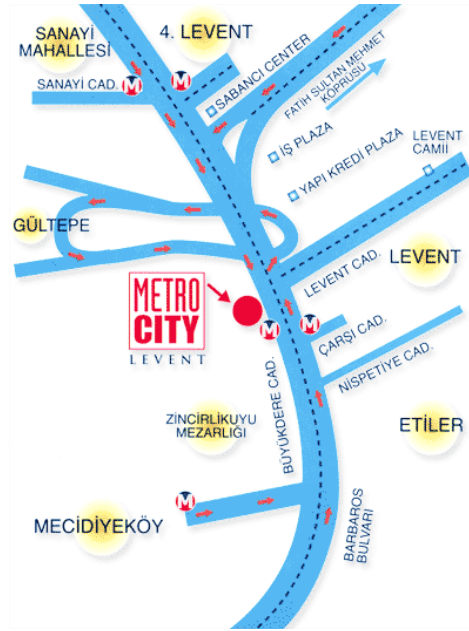 SANAYİ
MAHALLESİ
4. LEVENT
SANAYİ CAD.
M
M
SABANCI CENTER
FATİH SULTAN MEHMET
KÖPRÜSÜ
İŞ PLAZA
YAPI KREDİ PLAZA
LEVENT
CAMİİ
GÜLTEPE
METRO
CITY
LEVENT
LEVENT CAD.
LEVENT
M
M
ÇARŞI CAD.
NİSPETİYE CAD.
BÜYÜKDERE CAD.
ZİNCİRLİKUYU
MEZARLIĞI
ETİLER
M
MECİDİYEKÖY
BARBAROS
BULVARI